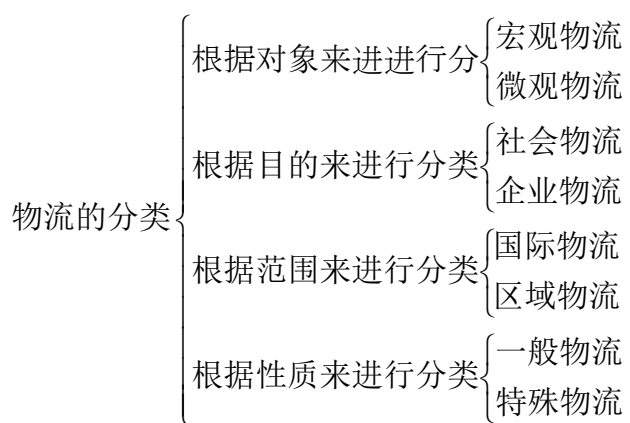 物流的分类
根据对象来进进行分
宏观物流
微观物流
根据目的来进行分类
社会物流
企业物流
根据范围来进行分类
国际物流
区域物流
根据性质来进行分类
一般物流
特殊物流